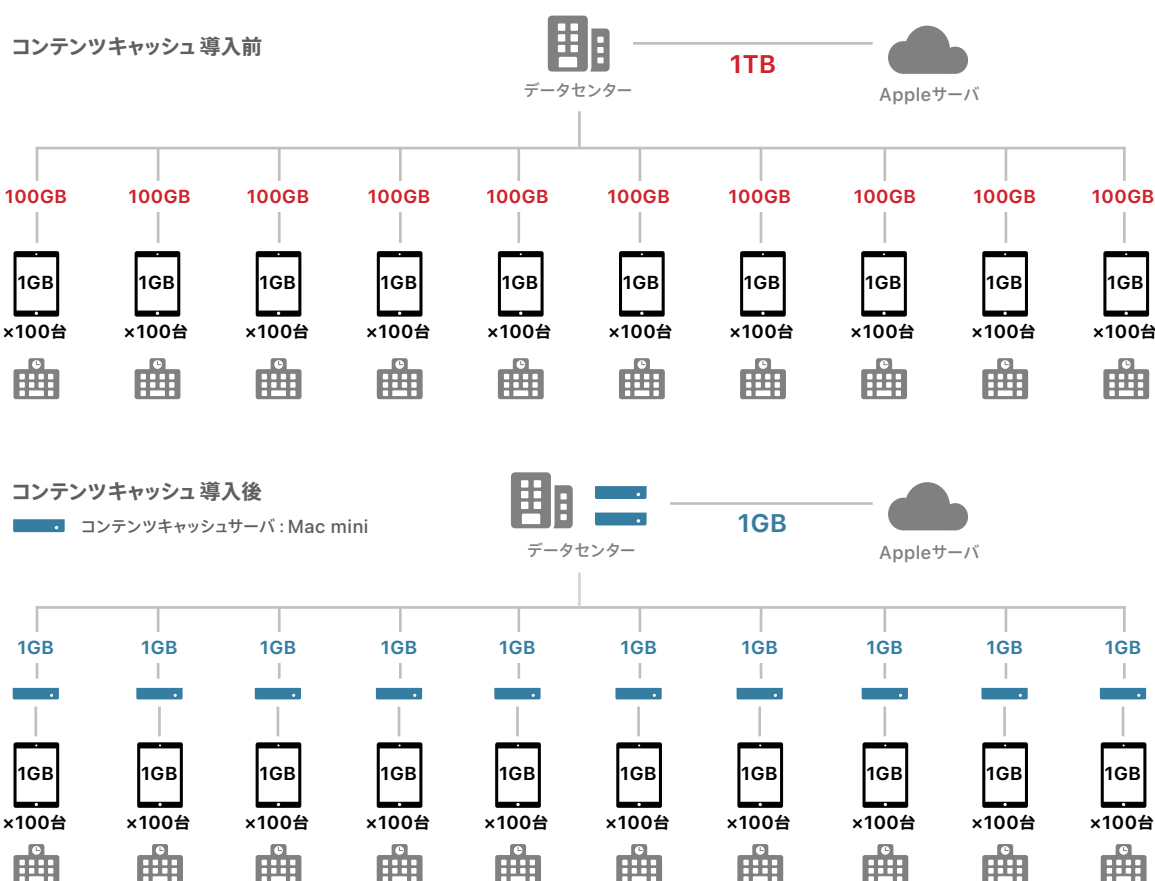 コンテンツキャッシュ導入前
1TB
データセンター
Appleサーバ
100GB 100GB 100GB 100GB 100GB 100GB 100GB 100GB 100GB 100GB
1GB 1GB 1GB 1GB 1GB 1GB 1GB 1GB 1GB 1GB
×100台 ×100台 ×100台 ×100台 ×100台 ×100台 ×100台 ×100台 ×100台 ×100台
コンテンツキャッシュ導入後
コンテンツキャッシュサーバ : Mac mini
1GB
データセンター
Appleサーバ
1GB 1GB 1GB 1GB 1GB 1GB 1GB 1GB 1GB 1GB
1GB 1GB 1GB 1GB 1GB 1GB 1GB 1GB 1GB 1GB
×100台 ×100台 ×100台 ×100台 ×100台 ×100台 ×100台 ×100台 ×100台 ×100台